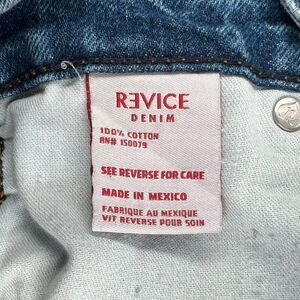 REVICE
DENIM
100% COTTON
RN# 150079
SEE REVERSE FOR CARE
MADE IN MEXICO
FABRIQUE AU MEXIQUE
VIT REVERSE POUR SOIN